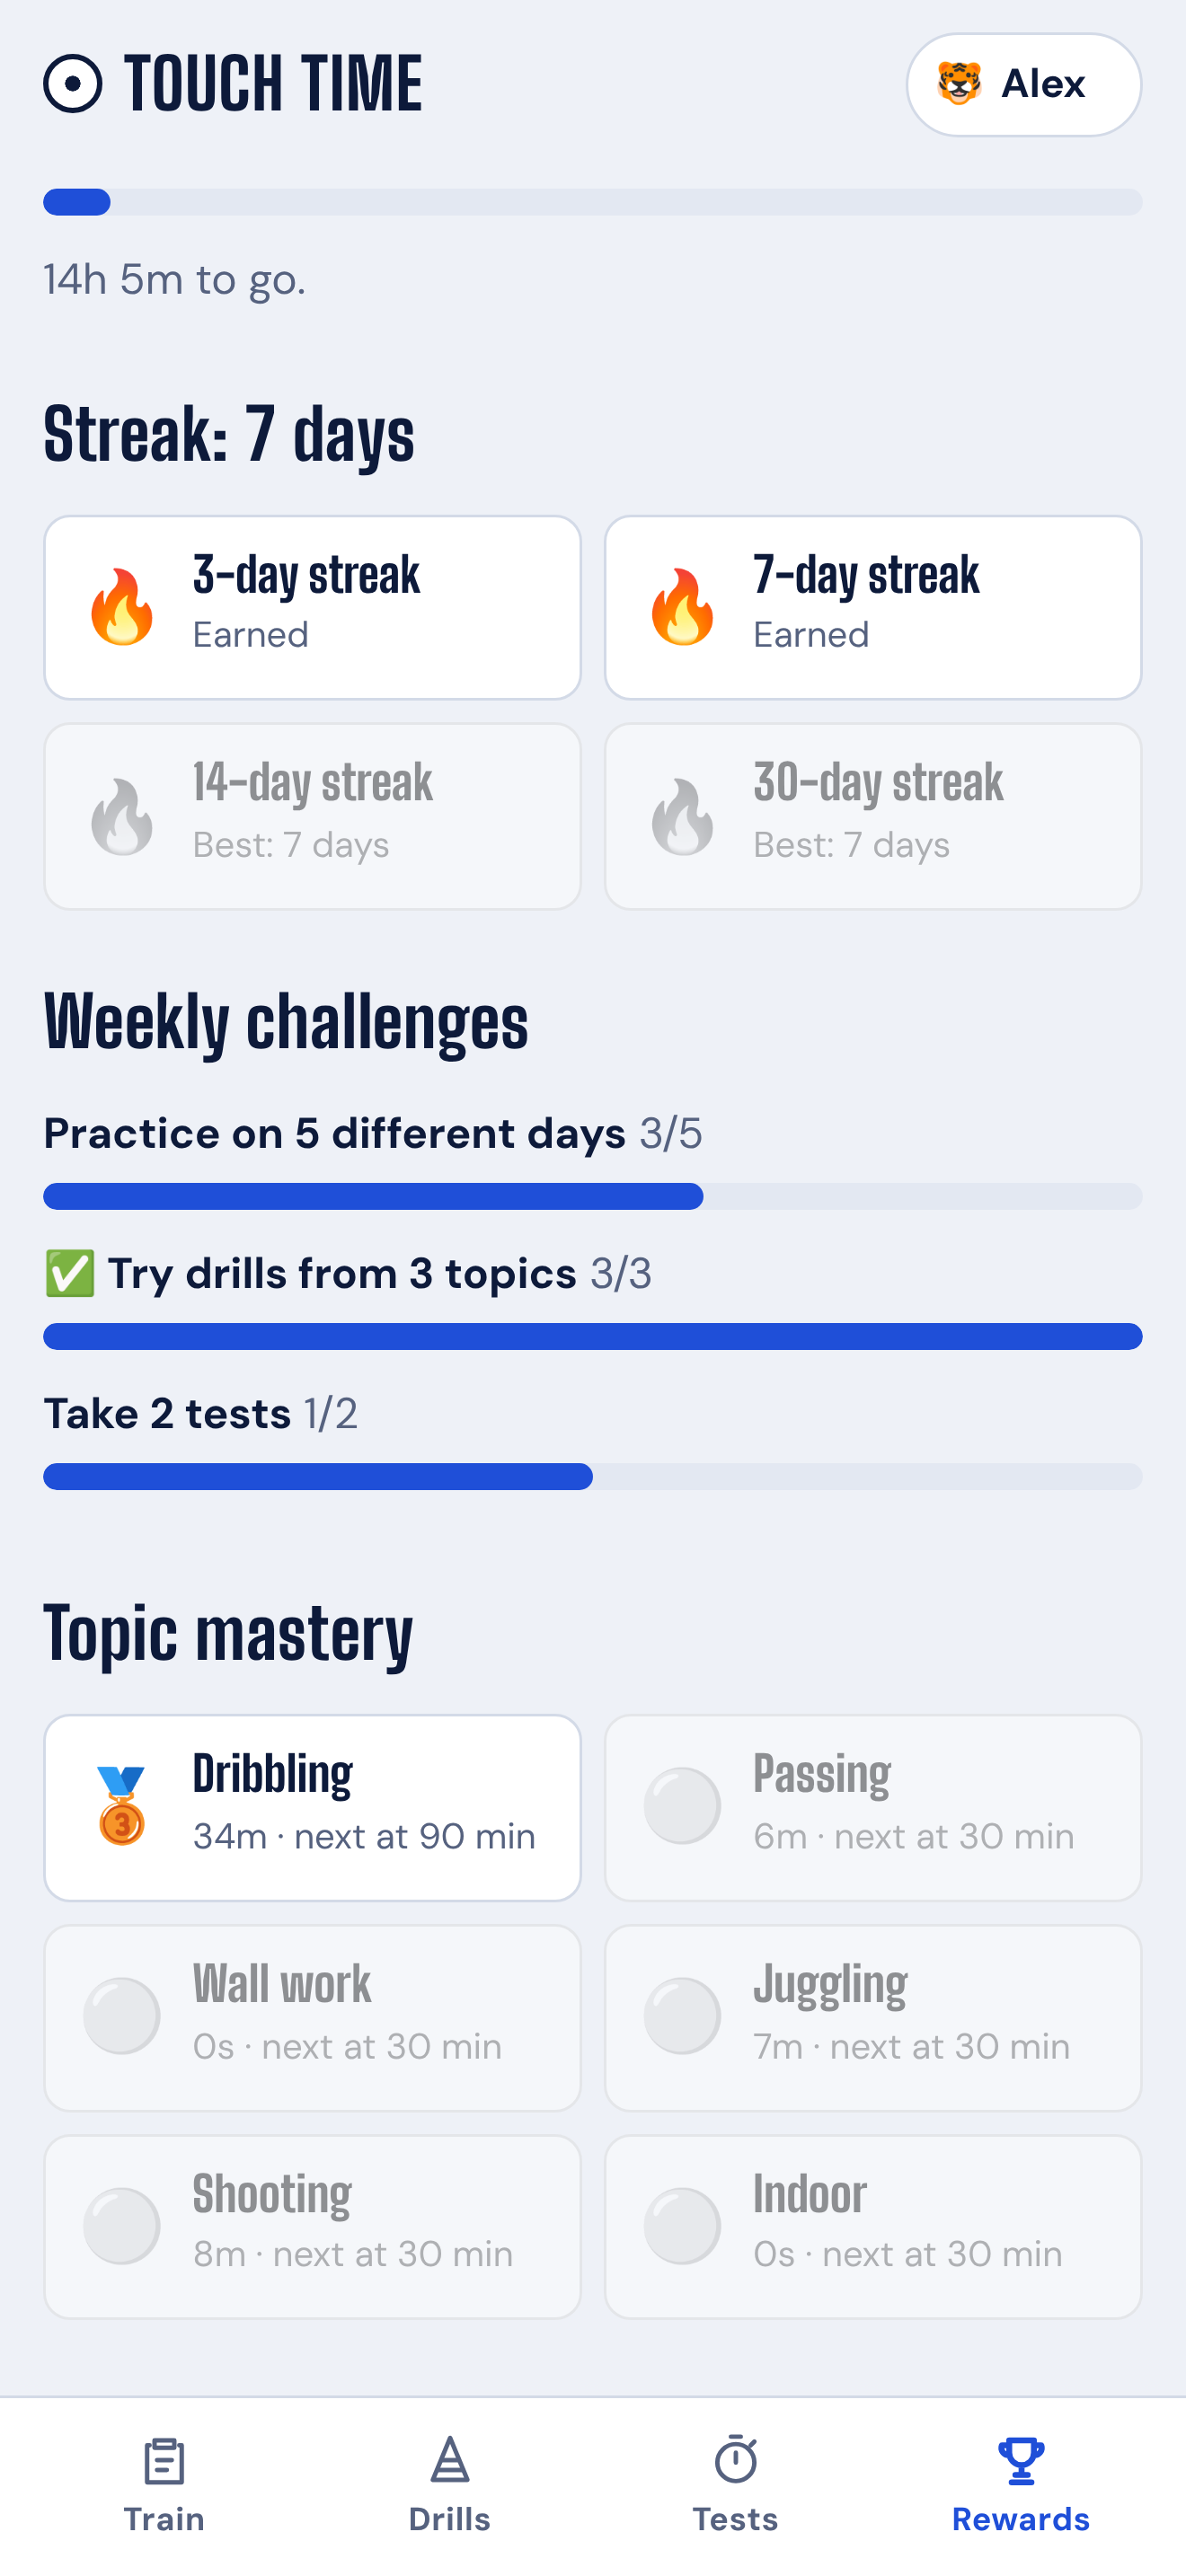 TOUCH TIME
🐯 Alex
14h 5m to go.
Streak: 7 days
3-day streak
Earned
7-day streak
Earned
14-day streak
Best: 7 days
30-day streak
Best: 7 days
Weekly challenges
Practice on 5 different days 3/5
✅ Try drills from 3 topics 3/3
Take 2 tests 1/2
Topic mastery
3
Dribbling
34m · next at 90 min
Passing
6m · next at 30 min
Wall work
0s · next at 30 min
Juggling
7m · next at 30 min
Shooting
8m · next at 30 min
Indoor
0s · next at 30 min
Train
Drills
Tests
Rewards